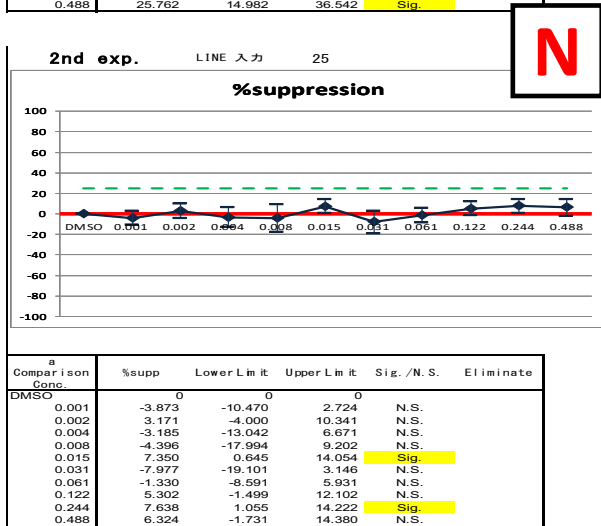 0.488 25.762 14.982 36.542 Sig.
N
2nd exp. LINE 入力 25
%suppression
100
80
60
40
20
0
-20
-40
-60
-80
-100
DMSO 0.001 0.002 0.004 0.008 0.015 0.031 0.061 0.122 0.244 0.488
a
Comparison Conc. %supp LowerLimit UpperLimit Sig./N.S. Eliminate
DMSO 0 0 0
0.001 -3.873 -10.470 2.724 N.S.
0.002 3.171 -4.000 10.341 N.S.
0.004 -3.185 -13.042 6.671 N.S.
0.008 -4.396 -17.994 9.202 N.S.
0.015 7.350 0.645 14.054 Sig.
0.031 -7.977 -19.101 3.146 N.S.
0.061 -1.330 -8.591 5.931 N.S.
0.122 5.302 -1.499 12.102 N.S.
0.244 7.638 1.055 14.222 Sig.
0.488 6.324 -1.731 14.380 N.S.